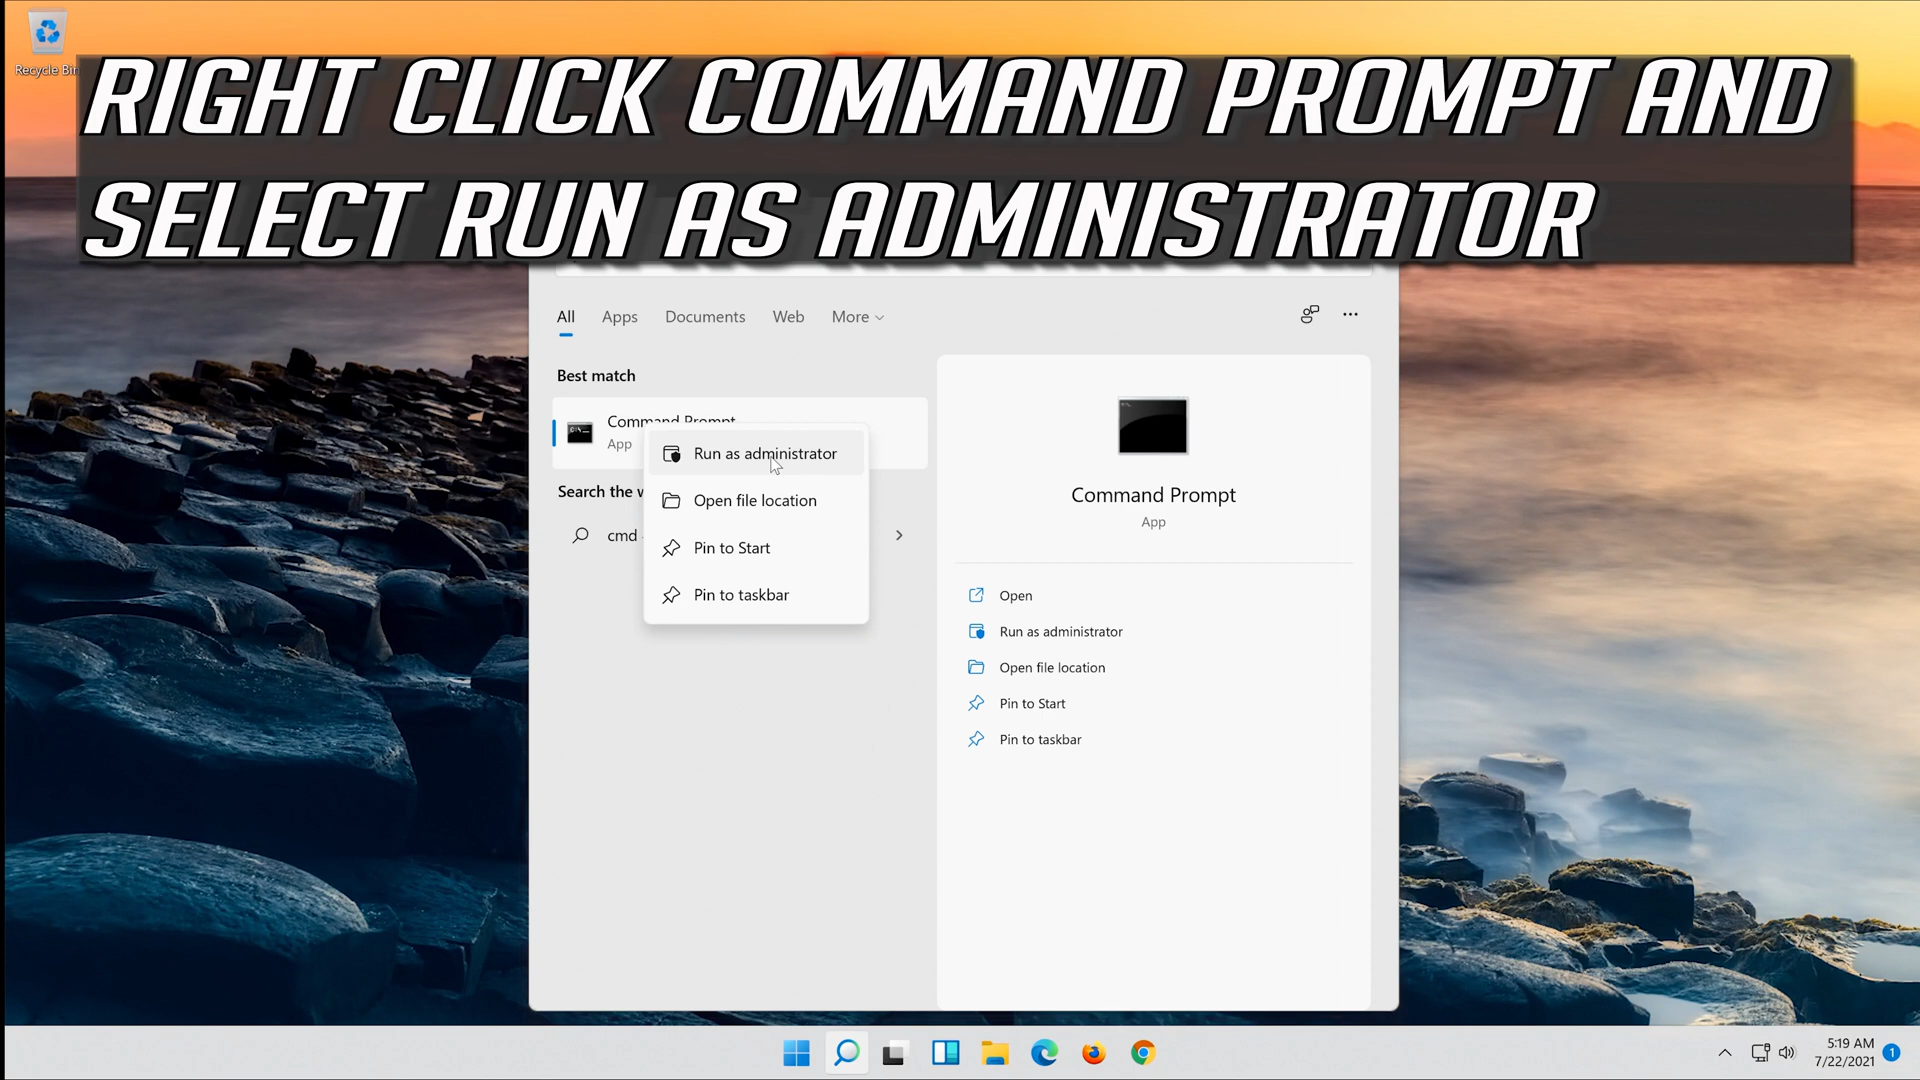 Recycle Bin
RIGHT CLICK COMMAND PROMPT AND
SELECT RUN AS ADMINISTRATOR
All Apps Documents Web More
Best match
Command Prompt
App
Run as administrator
Open file location
Pin to Start
Pin to taskbar
Search the w
cmd
Command Prompt
App
Open
Run as administrator
Open file location
Pin to Start
Pin to taskbar
5:19 AM
7/22/2021
1